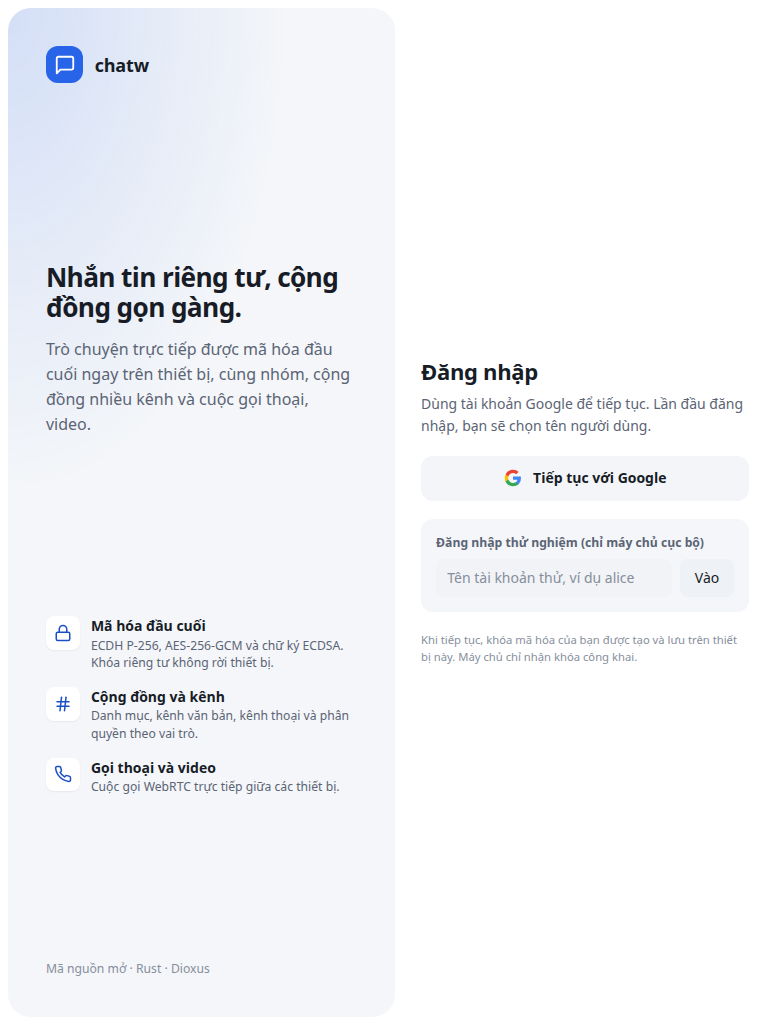 chatw
Nhắn tin riêng tư, cộng
đồng gọn gàng.
Trò chuyện trực tiếp được mã hóa đầu
cuối ngay trên thiết bị, cùng nhóm, cộng
đồng nhiều kênh và cuộc gọi thoại,
video.
Mã hóa đầu cuối
ECDH P-256, AES-256-GCM và chữ ký ECDSA.
Khóa riêng tư không rời thiết bị.
Cộng đồng và kênh
Danh mục, kênh văn bản, kênh thoại và phân
quyền theo vai trò.
Gọi thoại và video
Cuộc gọi WebRTC trực tiếp giữa các thiết bị.
Mã nguồn mở · Rust · Dioxus
Đăng nhập
Dùng tài khoản Google để tiếp tục. Lần đầu đăng
nhập, bạn sẽ chọn tên người dùng.
Tiếp tục với Google
Đăng nhập thử nghiệm (chỉ máy chủ cục bộ)
Tên tài khoản thử, ví dụ alice
Vào
Khi tiếp tục, khóa mã hóa của bạn được tạo và lưu trên thiết
bị này. Máy chủ chỉ nhận khóa công khai.